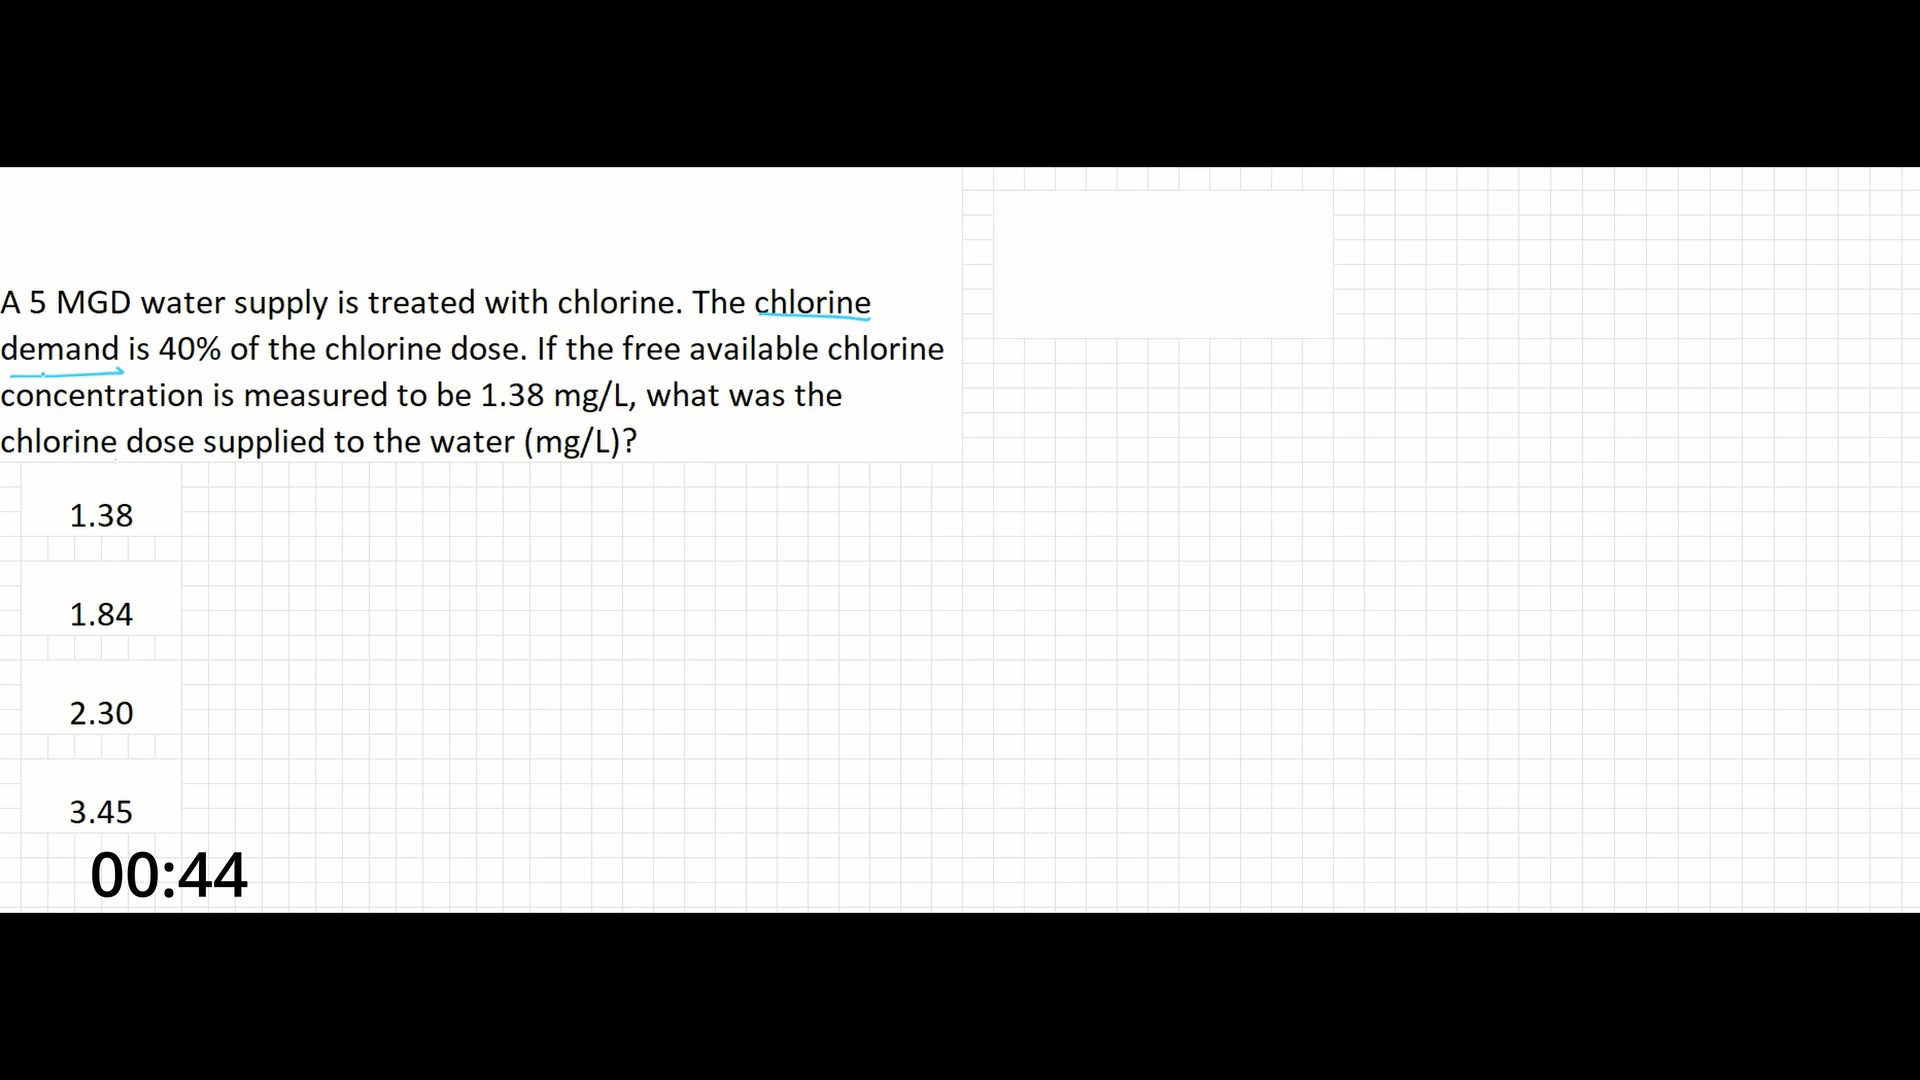 A 5 MGD water supply is treated with chlorine. The chlorine
demand is 40% of the chlorine dose. If the free available chlorine
concentration is measured to be 1.38 mg/L, what was the
chlorine dose supplied to the water (mg/L)?
1.38
1.84
2.30
3.45
00:44